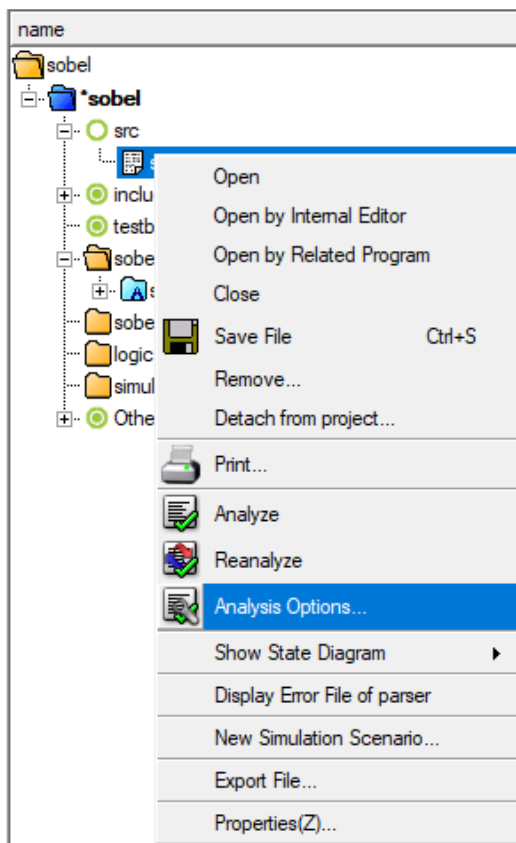 name
sobel
*sobel
src
s
inclu
testb
sobe
s
sobe
logic
simul
Othe
Open
Open by Internal Editor
Open by Related Program
Close
Save File Ctrl+S
Remove...
Detach from project...
Print...
Analyze
Reanalyze
Analysis Options...
Show State Diagram
Display Error File of parser
New Simulation Scenario...
Export File...
Properties(Z)...